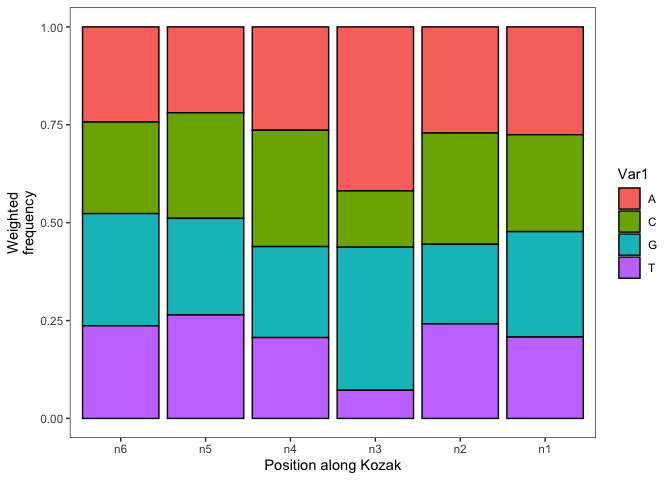 1.00
0.75
0.50
0.25
0.00
Weighted
frequency
n6 n5 n4 n3 n2 n1
Position along Kozak
Var1
A
C
G
T